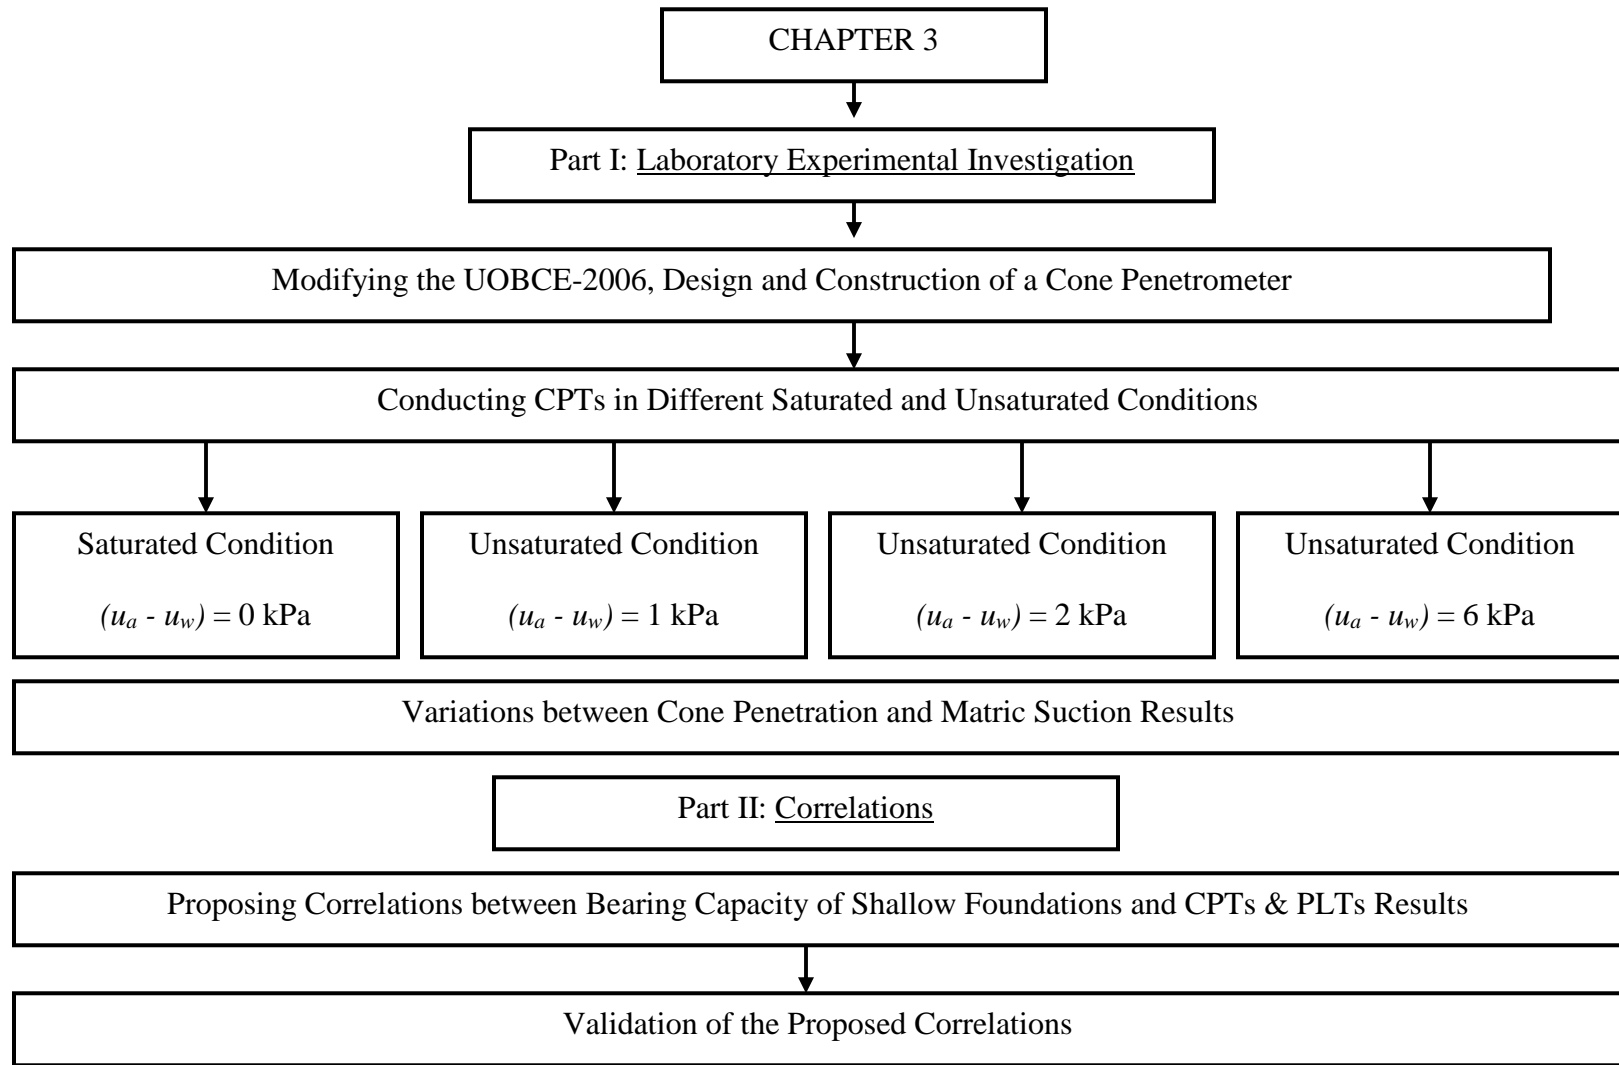 CHAPTER 3
Part I: Laboratory Experimental Investigation
Modifying the UOBCE-2006, Design and Construction of a Cone Penetrometer
Conducting CPTs in Different Saturated and Unsaturated Conditions
Saturated Condition
(ua - uw) = 0 kPa
Unsaturated Condition
(ua - uw) = 1 kPa
Unsaturated Condition
(ua - uw) = 2 kPa
Unsaturated Condition
(ua - uw) = 6 kPa
Variations between Cone Penetration and Matric Suction Results
Part II: Correlations
Proposing Correlations between Bearing Capacity of Shallow Foundations and CPTs & PLTs Results
Validation of the Proposed Correlations